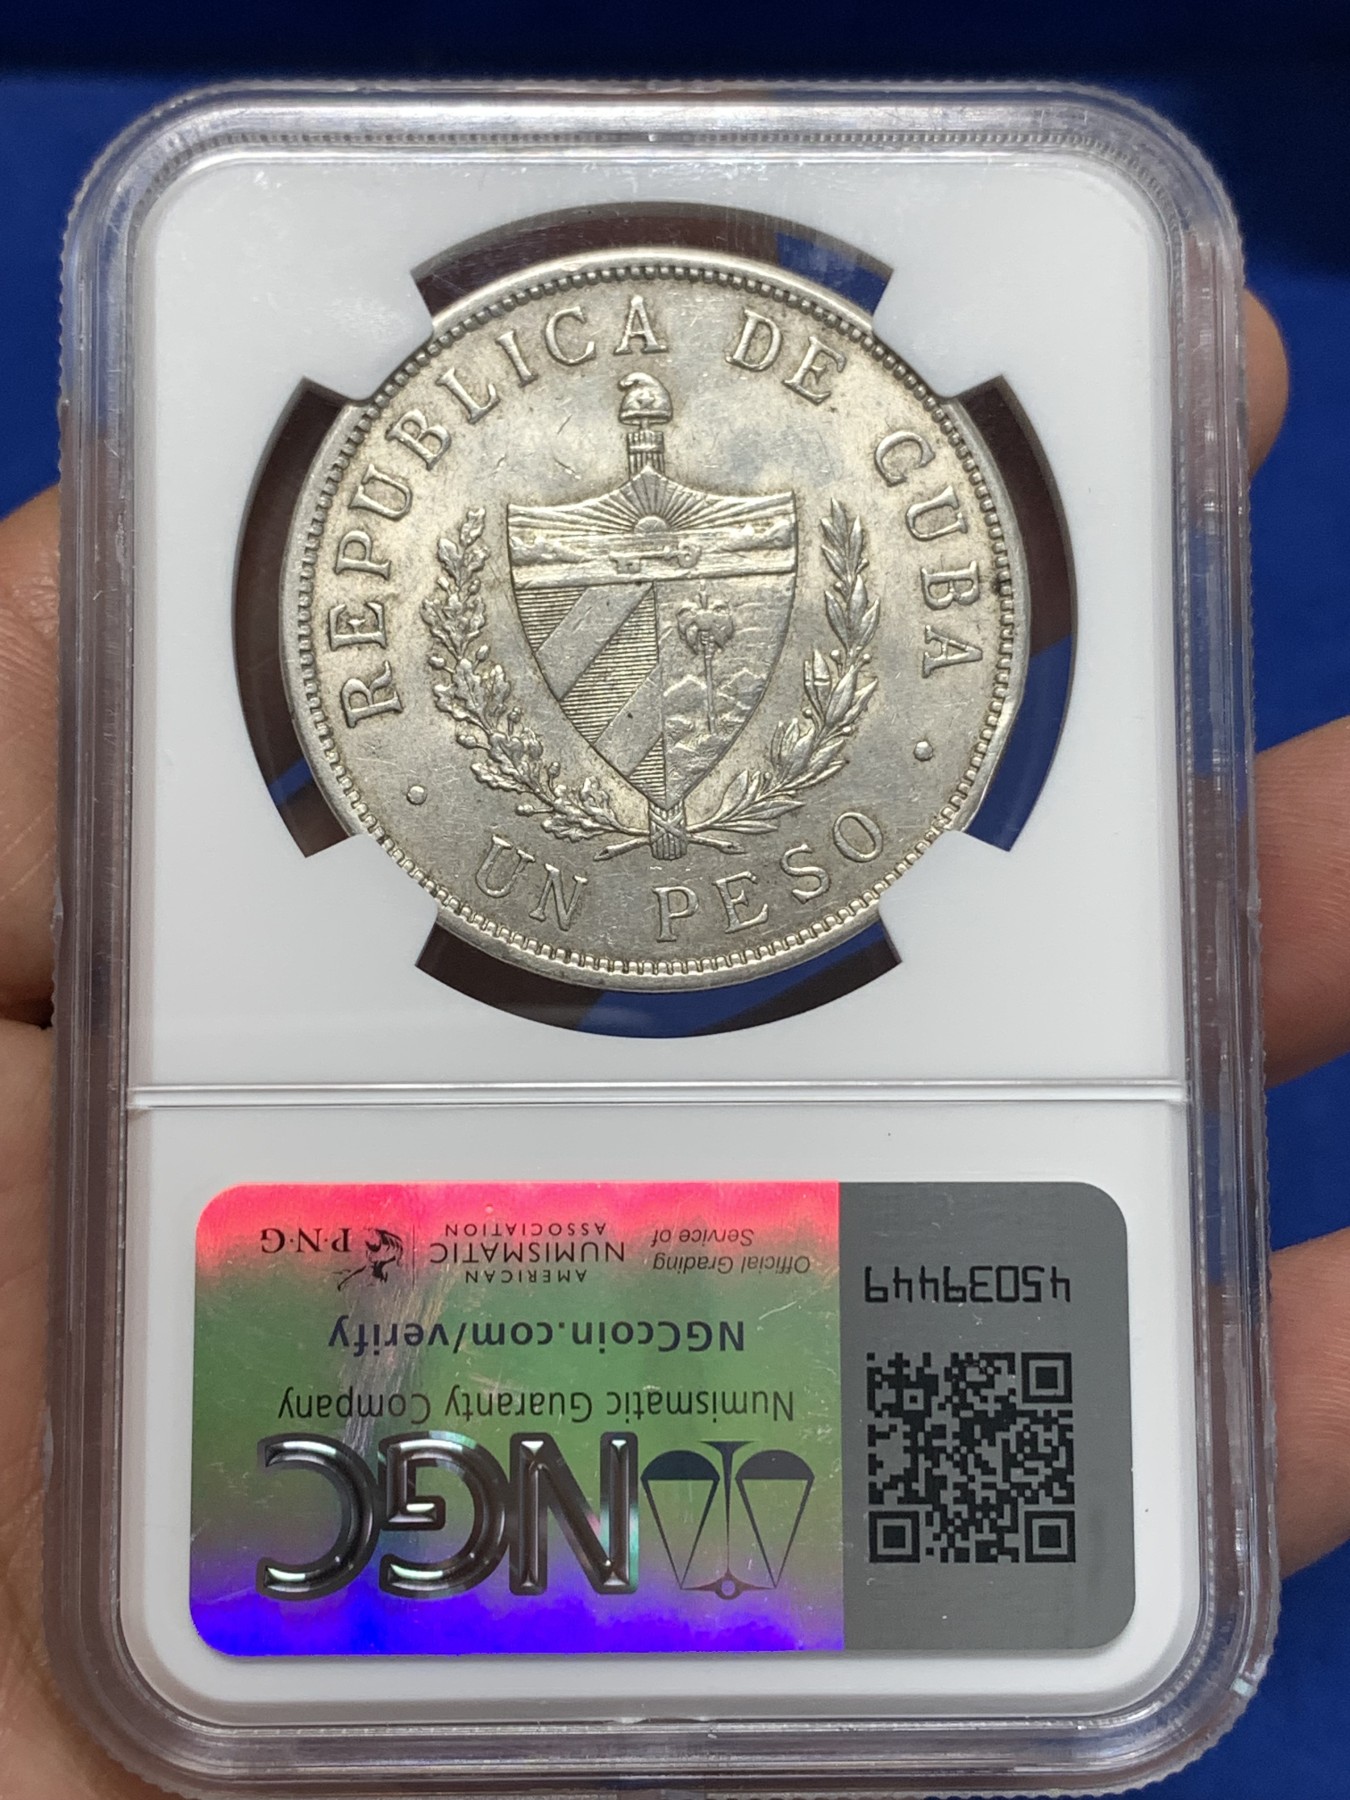 REPUBLICA DE CUBA
• UN PESO •
45039449
NGC
Numismatic Guaranty Company
NGCcoin.com/verify
Official Grading
Service of
AMERICAN
NUMISMATIC
ASSOCIATION
P·N·G